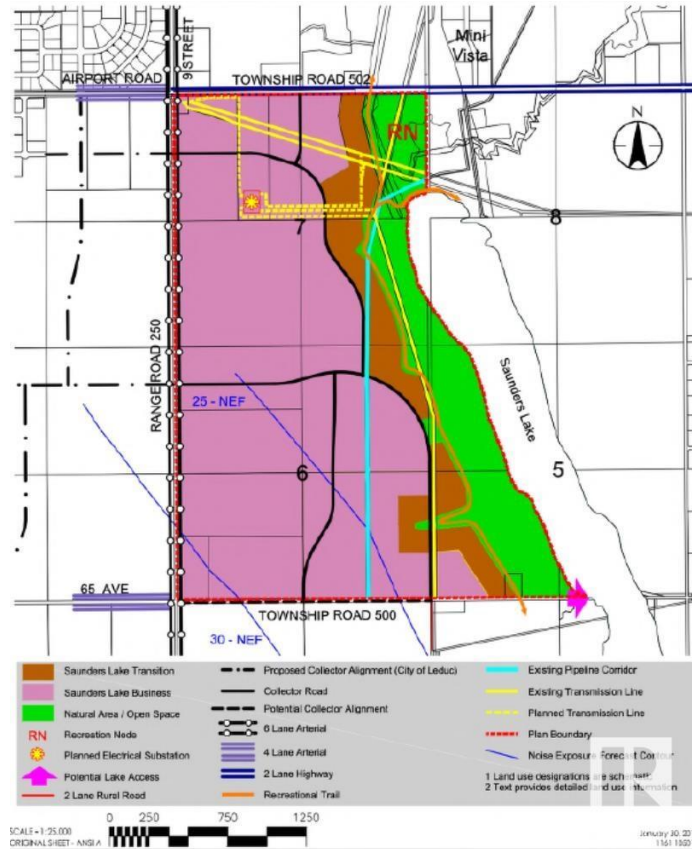 Mini
Vista
9 STREET
AIRPORT ROAD
TOWNSHIP ROAD 502
RN
N
8
7
RANGE ROAD 250
Saunders Lake
25 - NEF
6
5
65 AVE
TOWNSHIP ROAD 500
30 - NEF
Saunders Lake Transition
Saunders Lake Business
Natural Area / Open Space
RN Recreation Node
Planned Electrical Substation
Potential Lake Access
2 Lane Rural Road
Proposed Collector Alignment (City of Leduc)
Collector Road
Potential Collector Alignment
6 Lane Arterial
4 Lane Arterial
2 Lane Highway
Recreational Trail
Existing Pipeline Corridor
Existing Transmission Line
Planned Transmission Line
Plan Boundary
Noise Exposure Forecast Contour
1 Land use designations are schematic
2 Text provides detailed land use information
R
0 250 750 1250
SCALE = 1:25,000
ORIGINAL SHEET - ANSI A
January 30, 20